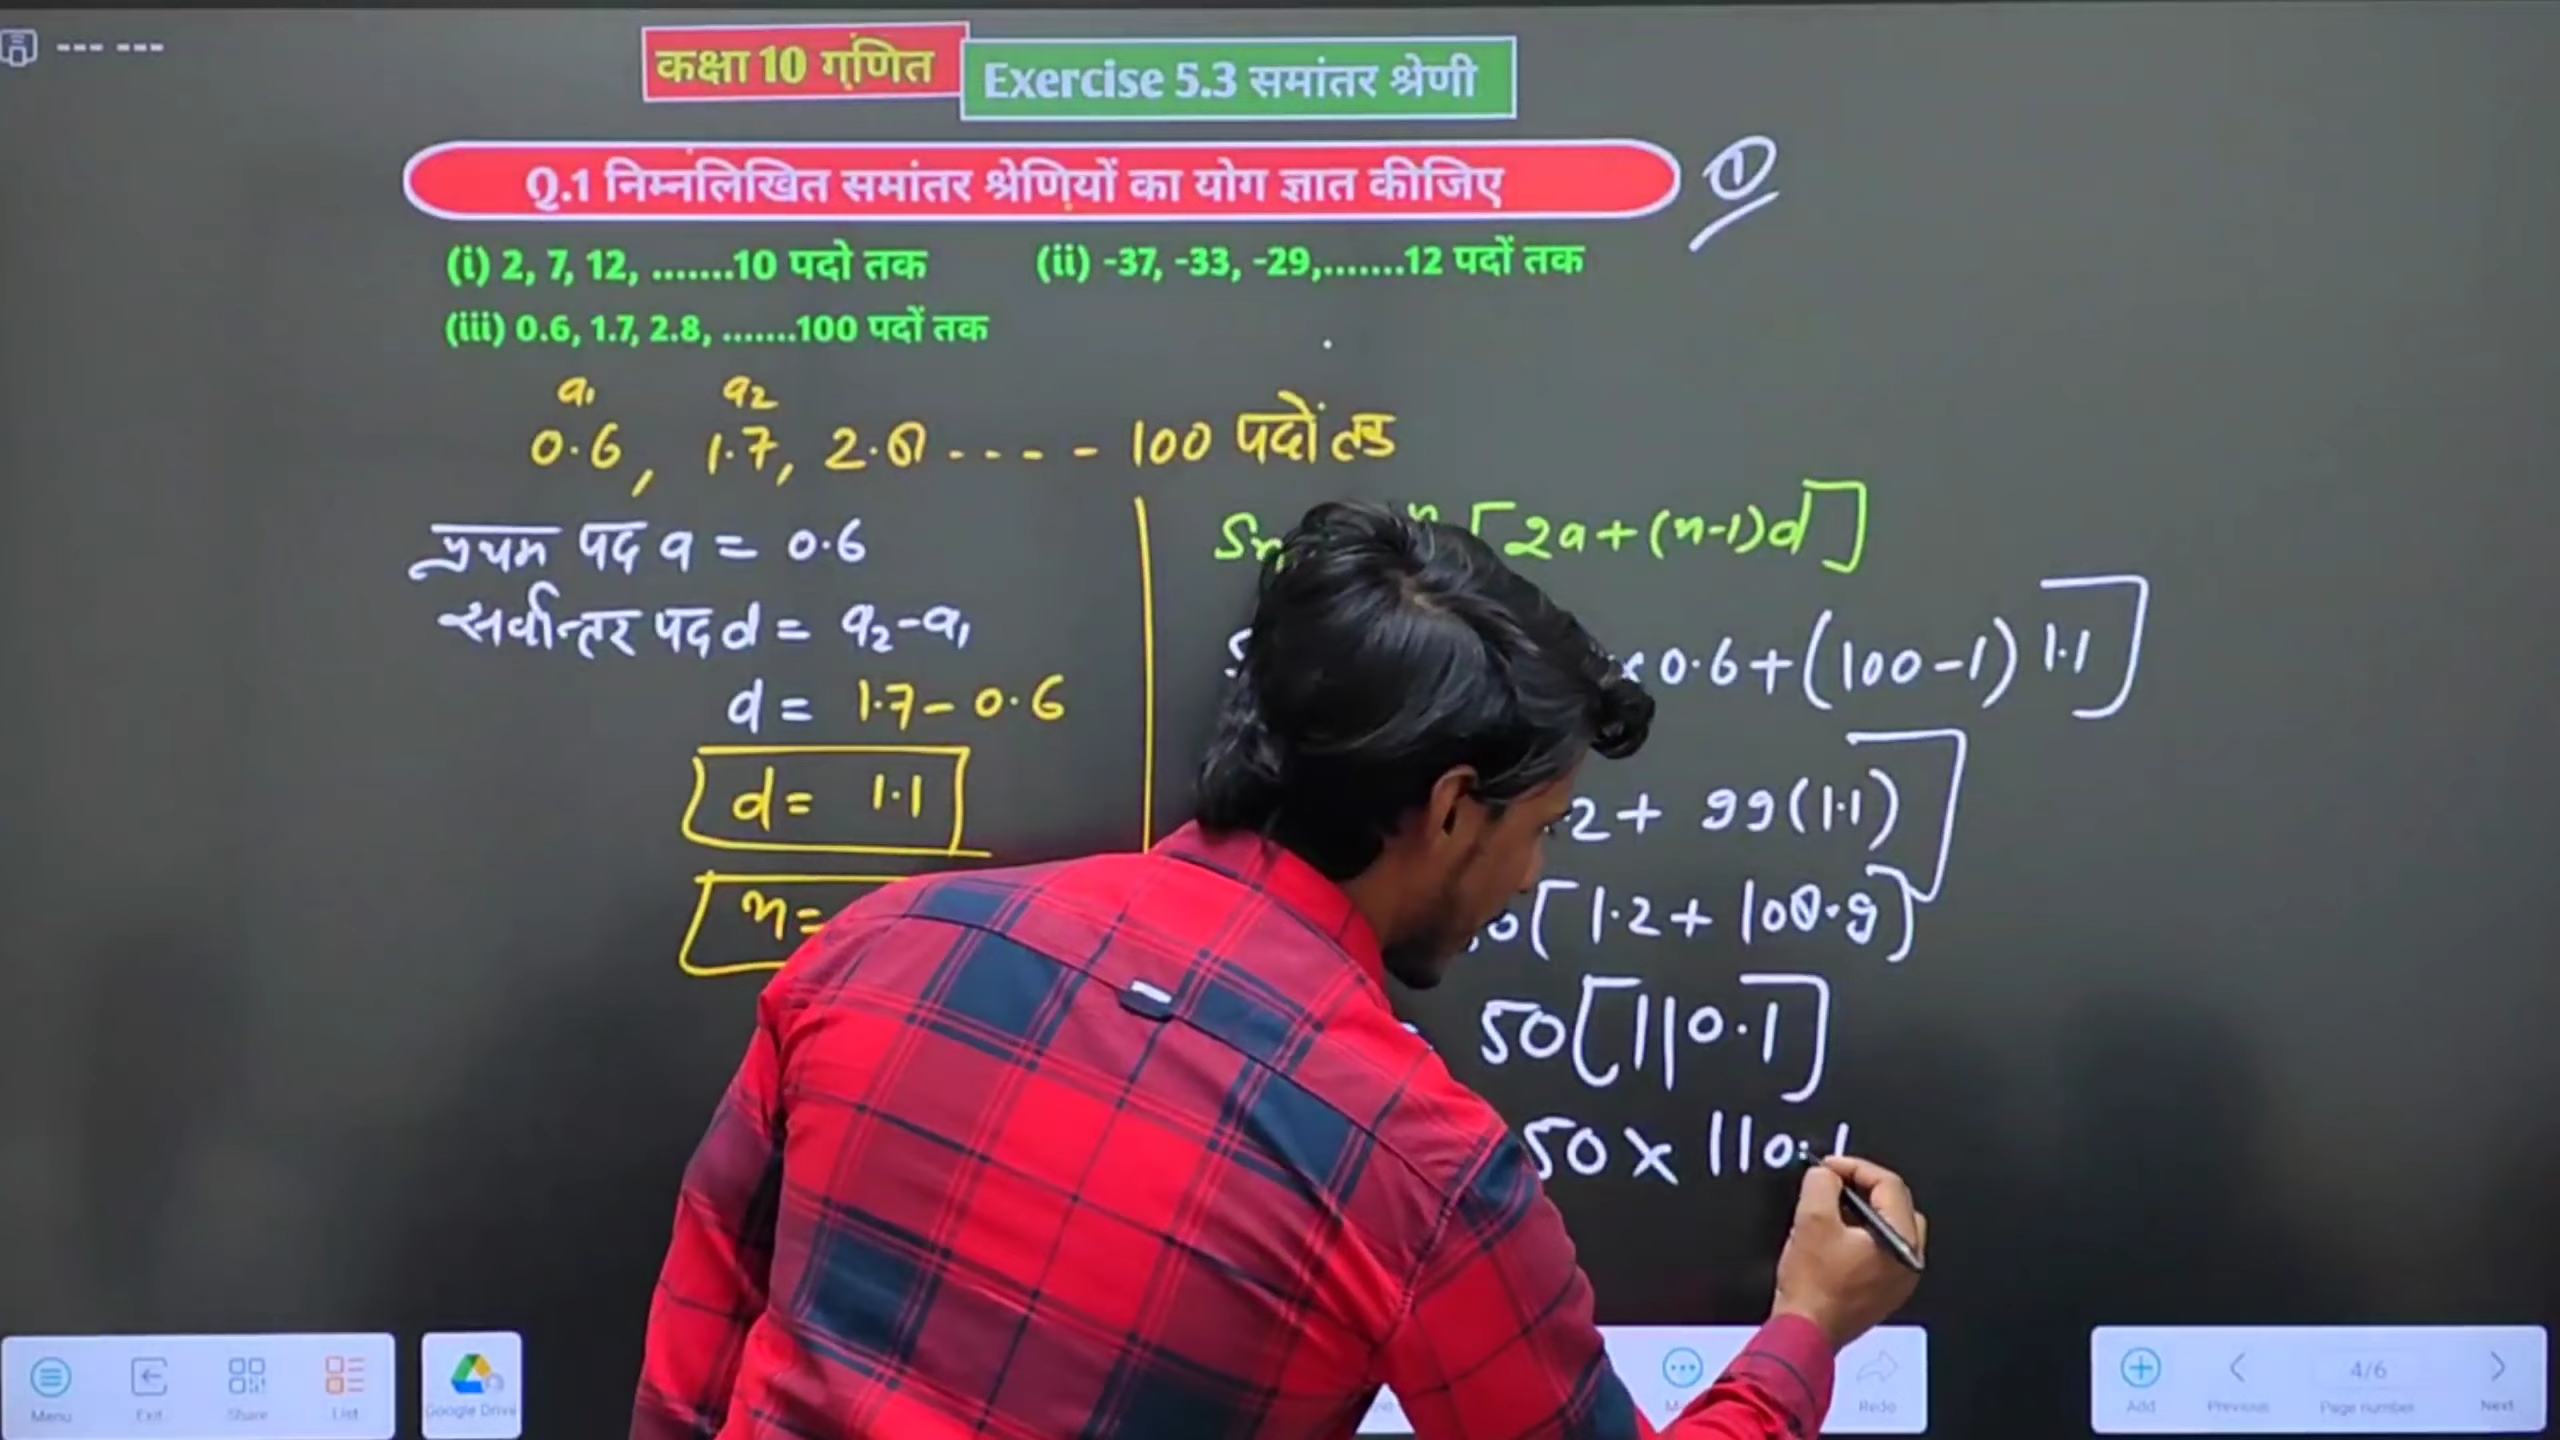 --- ---
कक्षा 10 गणित
Exercise 5.3 समांतर श्रेणी
Q.1 निम्नलिखित समांतर श्रेणियों का योग ज्ञात कीजिए
①
(i) 2, 7, 12, .......10 पदो तक
(ii) -37, -33, -29,.......12 पदों तक
(iii) 0.6, 1.7, 2.8, .......100 पदों तक
a₁ a₂
0.6, 1.7, 2.8 - - - - 100 पदों तक
प्रथम पद a = 0.6
सर्वान्तर पद d = a₂-a₁
d = 1.7-0.6
d = 1.1
n=
Sn [2a+(n-1)d]
×0.6+(100-1) 1.1]
2+ 99(1.1)]
[1.2+ 108.9]
50[110.1]
50 × 110.1
Menu
Exit
Share
List
Google Drive
Redo
Add
Previous
4/6
Page number
Next